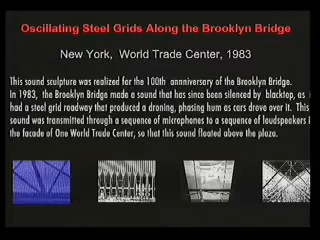 Oscillating Steel Grids Along the Brooklyn Bridge
New York, World Trade Center, 1983
This sound sculpture was realized for the 100th annniversary of the Brooklyn Bridge.
In 1983, the Brooklyn Bridge made a sound that has since been silenced by blacktop, as i
had a steel grid roadway that produced a droning, phasing hum as cars drove over it. This
sound was transmitted through a sequence of microphones to a sequence of loudspeakers i
the facade of One World Trade Center, so that this sound floated above the plaza.